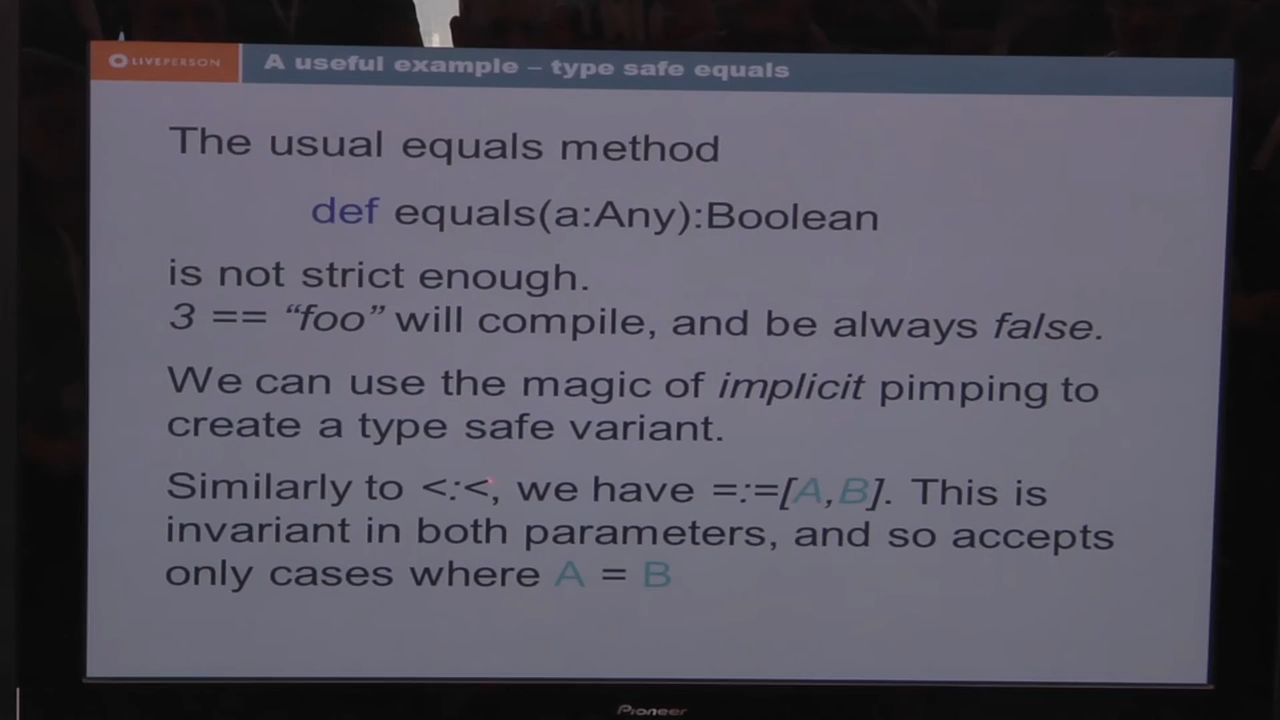 LIVEPERSON
A useful example – type safe equals
The usual equals method
def equals(a:Any):Boolean
is not strict enough.
3 == “foo” will compile, and be always false.
We can use the magic of implicit pimping to
create a type safe variant.
Similarly to <:<, we have =:=[A,B]. This is
invariant in both parameters, and so accepts
only cases where A = B
Pioneer